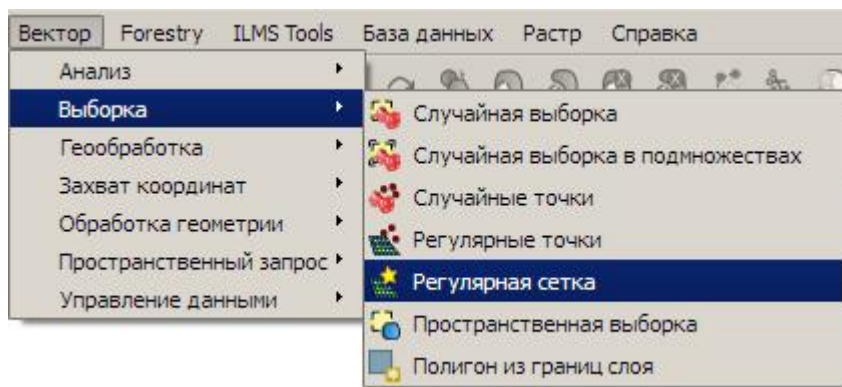 Вектор Forestry ILMS Tools База данных Растр Справка
Анализ
Выборка
Геообработка
Захват координат
Обработка геометрии
Пространственный запрос
Управление данными
Случайная выборка
Случайная выборка в подмножествах
Случайные точки
Регулярные точки
Регулярная сетка
Пространственная выборка
Полигон из границ слоя